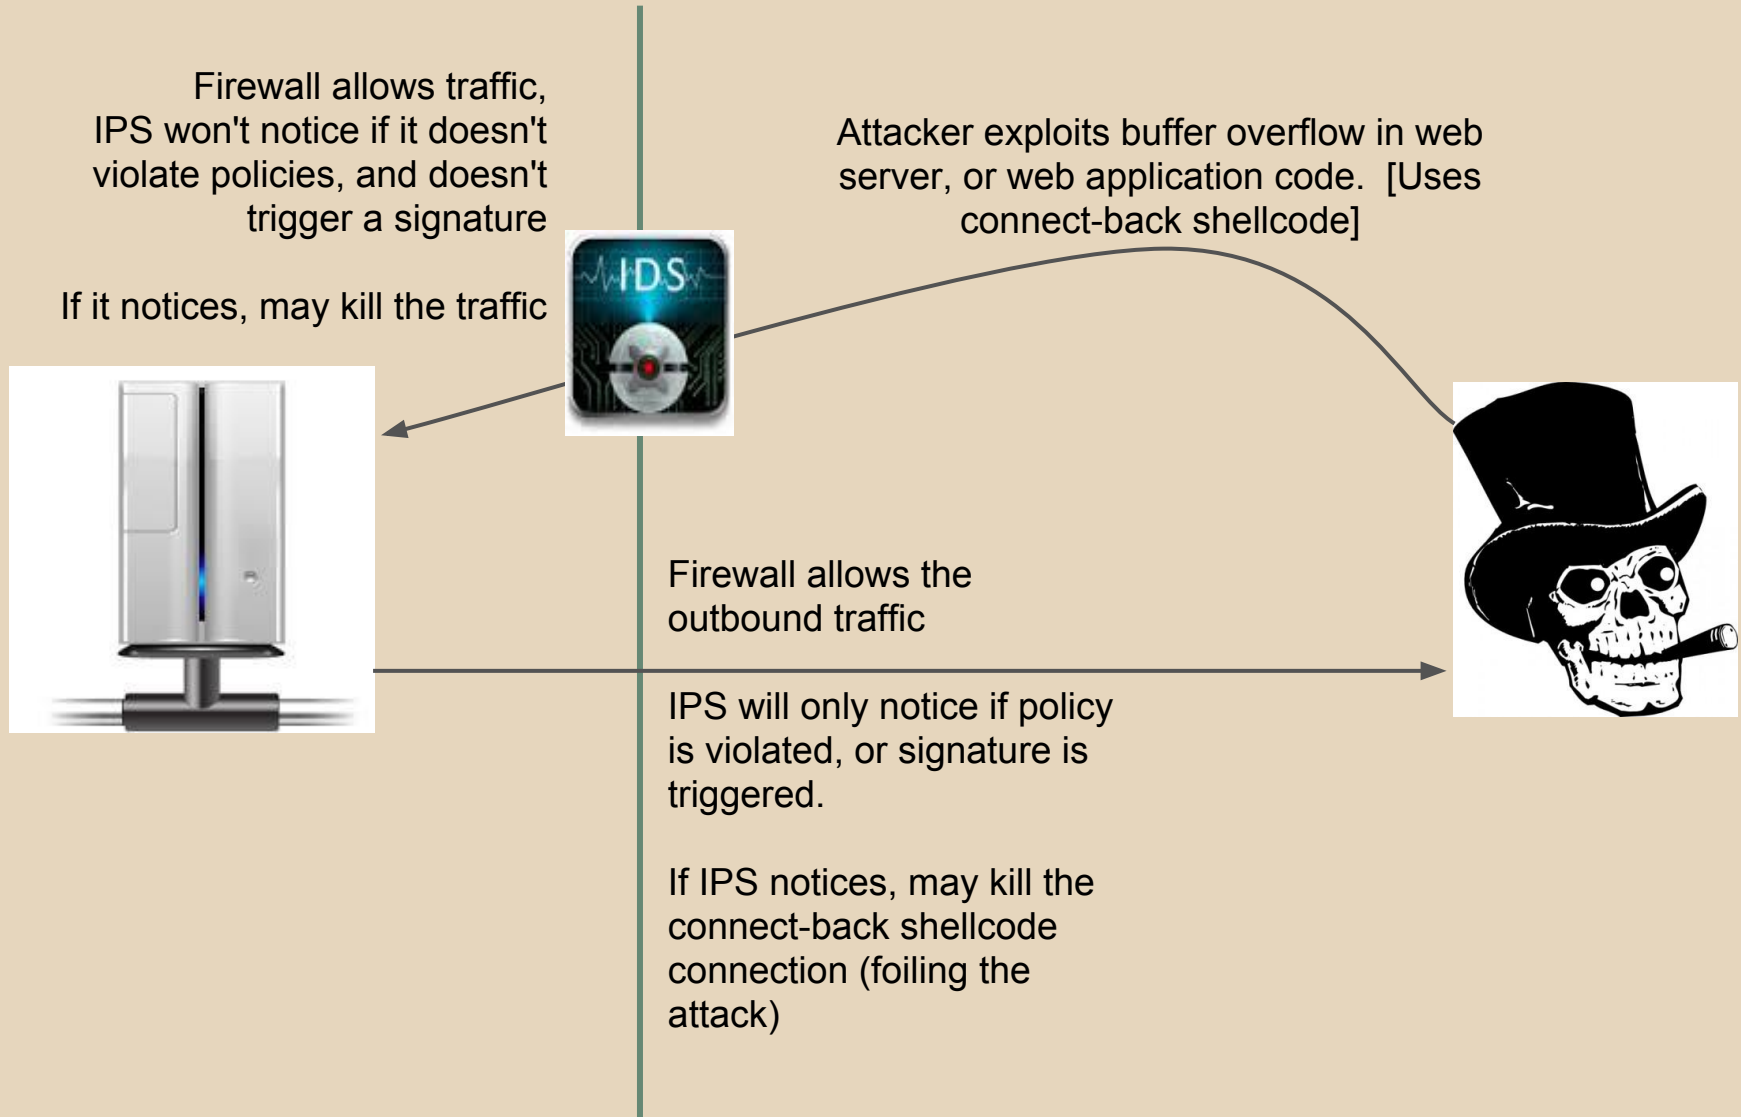 Firewall allows traffic,
IPS won't notice if it doesn't
violate policies, and doesn't
trigger a signature
If it notices, may kill the traffic
IDS
Attacker exploits buffer overflow in web
server, or web application code.  [Uses
connect-back shellcode]
Firewall allows the
outbound traffic
IPS will only notice if policy
is violated, or signature is
triggered.
If IPS notices, may kill the
connect-back shellcode
connection (foiling the
attack)